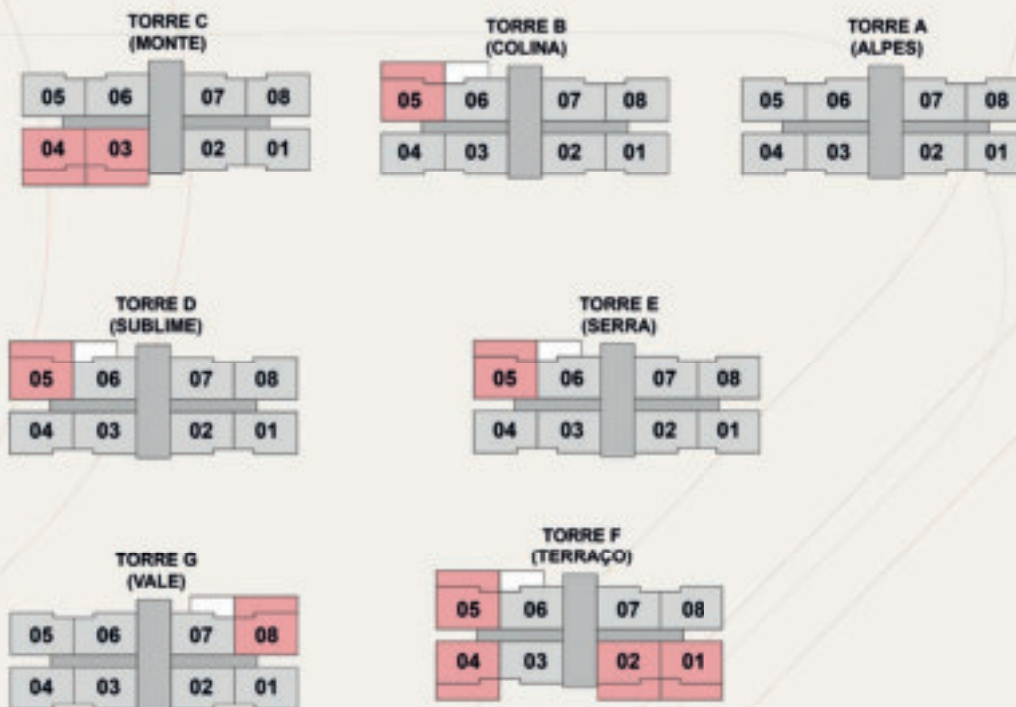 TORRE C
(MONTE)
05 06 07 08
04 03 02 01
TORRE B
(COLINA)
05 06 07 08
04 03 02 01
TORRE A
(ALPES)
05 06 07 08
04 03 02 01
TORRE D
(SUBLIME)
05 06 07 08
04 03 02 01
TORRE E
(SERRA)
05 06 07 08
04 03 02 01
TORRE G
(VALE)
05 06 07 08
04 03 02 01
TORRE F
(TERRAÇO)
05 06 07 08
04 03 02 01